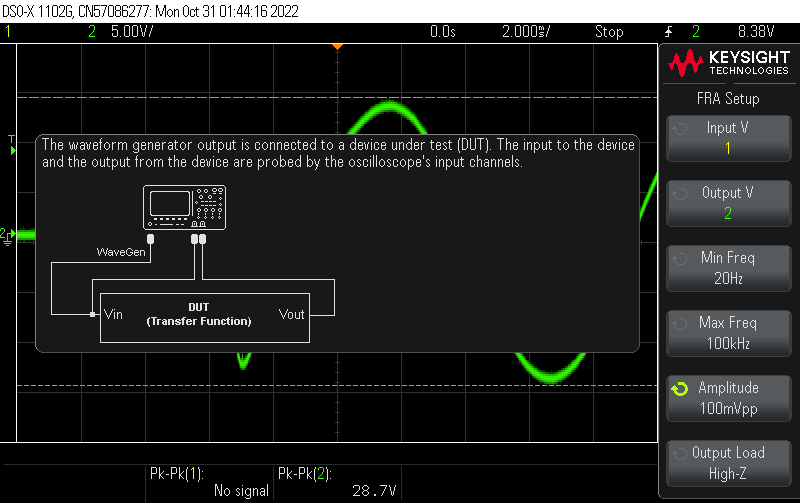 DSO-X 1102G, CN57086277: Mon Oct 31 01:44:16 2022
1 2 5.00V/ 0.0s 2.000ms/ Stop 2 8.38V
KEYSIGHT
TECHNOLOGIES
FRA Setup
Input V
1
Output V
2
Min Freq
20Hz
Max Freq
100kHz
Amplitude
100mVpp
Output Load
High-Z
T
2
The waveform generator output is connected to a device under test (DUT). The input to the device
and the output from the device are probed by the oscilloscope's input channels.
WaveGen
DUT
Vin (Transfer Function) Vout
Pk-Pk(1): Pk-Pk(2):
No signal 28.7V